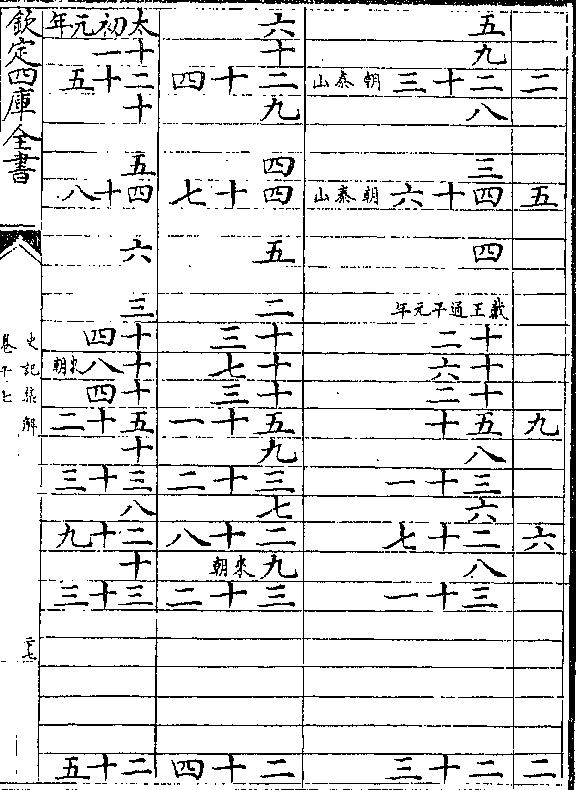 二
五
九
六
二
五
九
二十三 朝泰山
八
三
四十六 朝泰山
四
戴王通平元年
十二
十六
十二
五十
八
三十一
六
二十七
八
三十一
二十三
六
十
二十四
九
四
四十七
五
二
十三
十七
十三
五十一
九
三十二
七
二十八
九 來朝
三十二
二十四
太初元年
十一
二十五
十
五
四十八
六
三
十四
十八 來朝
十四
五十二
十
三十三
八
二十九
十
三十三
二十五
欽定四庫全書
史記集解
卷十七